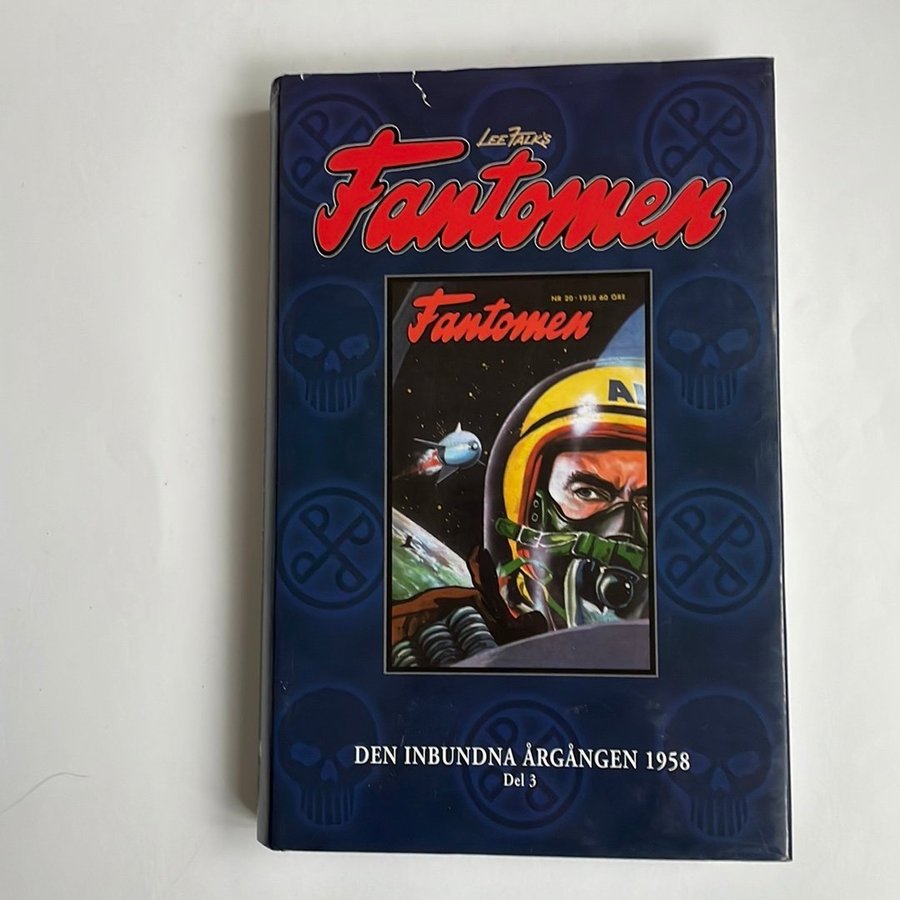 LEE FALK'S
Fantomen
NR 20 · 1958 60 ÖRE
Fantomen
DEN INBUNDNA ÅRGÅNGEN 1958
Del 3